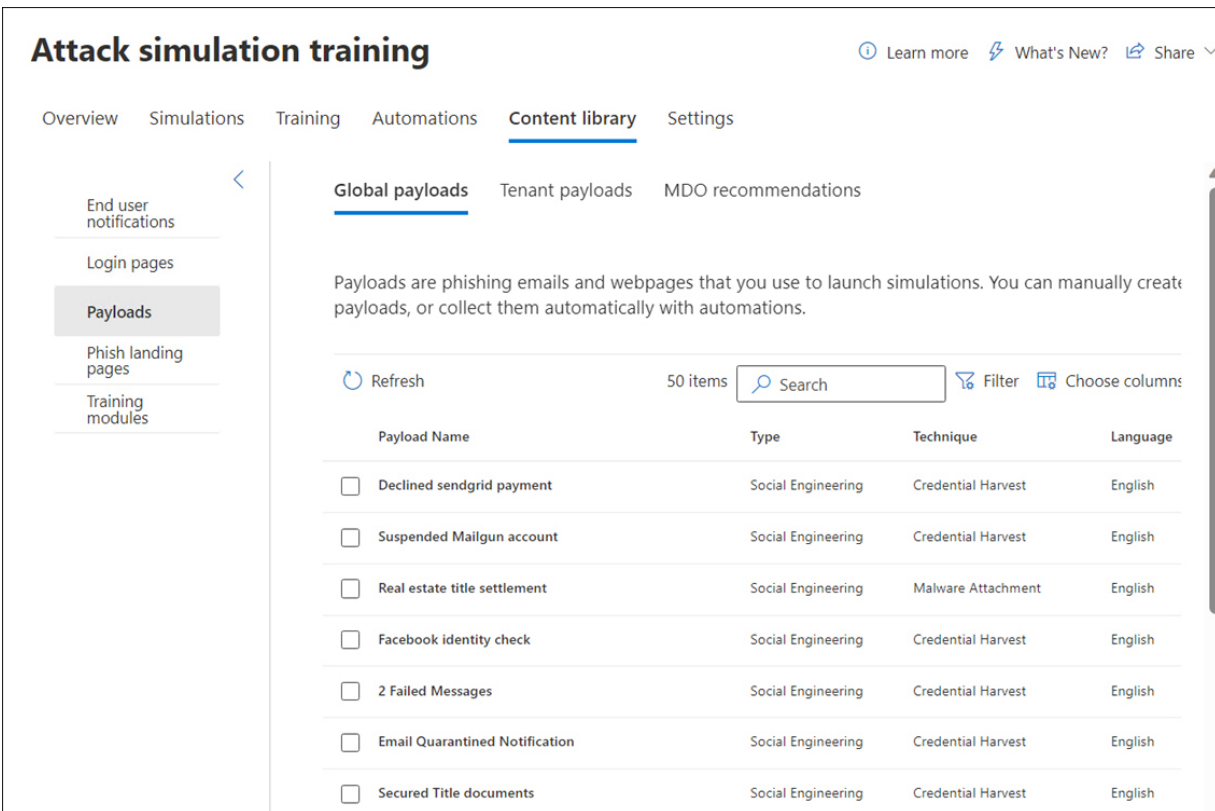 Attack simulation training
Learn more What's New? Share
Overview Simulations Training Automations Content library Settings
End user
notifications
Login pages
Payloads
Phish landing
pages
Training
modules
Global payloads Tenant payloads MDO recommendations
Payloads are phishing emails and webpages that you use to launch simulations. You can manually create
payloads, or collect them automatically with automations.
Refresh 50 items Search Filter Choose columns
Payload Name Type Technique Language
Declined sendgrid payment Social Engineering Credential Harvest English
Suspended Mailgun account Social Engineering Credential Harvest English
Real estate title settlement Social Engineering Malware Attachment English
Facebook identity check Social Engineering Credential Harvest English
2 Failed Messages Social Engineering Credential Harvest English
Email Quarantined Notification Social Engineering Credential Harvest English
Secured Title documents Social Engineering Credential Harvest English